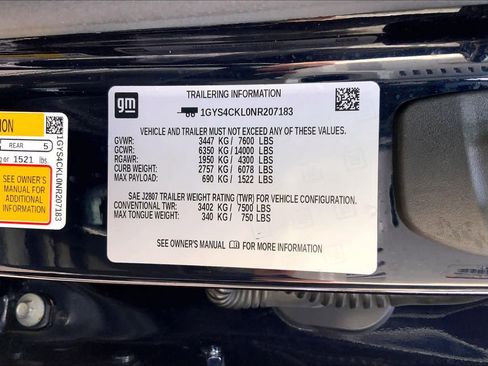 TRAILERING INFORMATION
gm
1GYS4CKL0NR207183
VEHICLE AND TRAILER MUST NOT EXCEED ANY OF THESE VALUES.
GVWR: 3447 KG / 7600 LBS
GCWR: 6350 KG / 14000 LBS
RGAWR: 1950 KG / 4300 LBS
CURB WEIGHT: 2757 KG / 6078 LBS
MAX PAYLOAD: 690 KG / 1522 LBS
SAE J2807 TRAILER WEIGHT RATING (TWR) FOR VEHICLE CONFIGURATION.
CONVENTIONAL TWR: 3402 KG / 7500 LBS
MAX TONGUE WEIGHT: 340 KG / 750 LBS
SEE OWNER'S MANUAL FOR MORE INFORMATION
REAR 5
or 1521 lbs.
SEE OWNER'S
MANUAL FOR
ADDITIONAL
INFORMATION
1GYS4CKL0NR207183